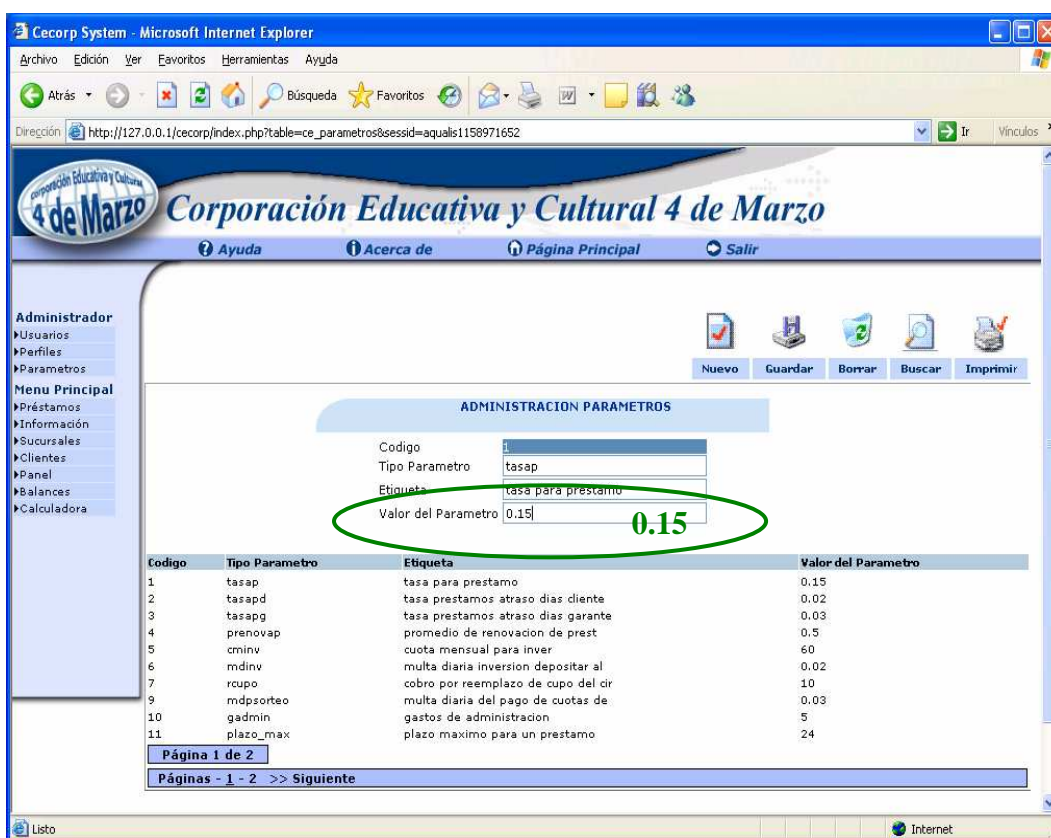 Cecorp System - Microsoft Internet Explorer
Archivo Edición Ver Favoritos Herramientas Ayuda
Atrás Búsqueda Favoritos
Dirección http://127.0.0.1/cecorp/index.php?table=ce_parametros&sessid=aqualis1158971652 Ir Vínculos
Corporación Educativa y Cultural
4 de Marzo
Corporación Educativa y Cultural 4 de Marzo
Ayuda Acerca de Página Principal Salir
Administrador
Usuarios
Perfiles
Parametros
Menu Principal
Préstamos
Información
Sucursales
Clientes
Panel
Balances
Calculadora
Nuevo Guardar Borrar Buscar Imprimir
ADMINISTRACION PARAMETROS
Codigo 1
Tipo Parametro tasap
Etiqueta tasa para prestamo
Valor del Parametro 0.15
0.15
Codigo Tipo Parametro Etiqueta Valor del Parametro
1 tasap tasa para prestamo 0.15
2 tasapd tasa prestamos atraso dias cliente 0.02
3 tasapg tasa prestamos atraso dias garante 0.03
4 prenovap promedio de renovacion de prest 0.5
5 cminv cuota mensual para inver 60
6 mdinv multa diaria inversion depositar al 0.02
7 rcupo cobro por reemplazo de cupo del cir 10
9 mdpsorteo multa diaria del pago de cuotas de 0.03
10 gadmin gastos de administracion 5
11 plazo_max plazo maximo para un prestamo 24
Página 1 de 2
Páginas - 1 - 2 >> Siguiente
Listo Internet